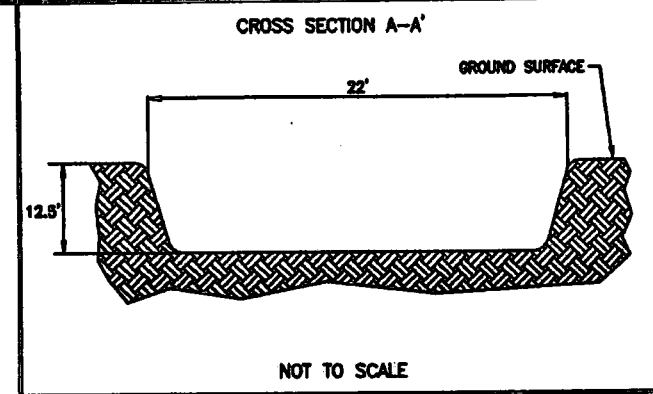 CROSS SECTION A-A'
GROUND SURFACE
22'
12.5'
NOT TO SCALE